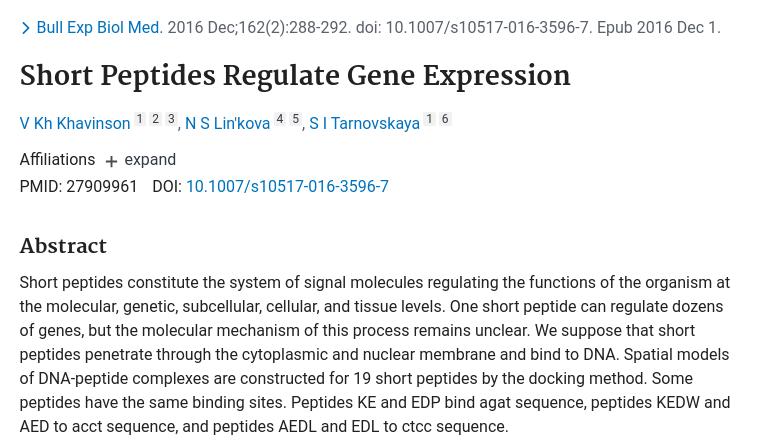 Bull Exp Biol Med. 2016 Dec;162(2):288-292. doi: 10.1007/s10517-016-3596-7. Epub 2016 Dec 1.
Short Peptides Regulate Gene Expression
V Kh Khavinson 1 2 3, N S Lin'kova 4 5, S I Tarnovskaya 1 6
Affiliations + expand
PMID: 27909961 DOI: 10.1007/s10517-016-3596-7
Abstract
Short peptides constitute the system of signal molecules regulating the functions of the organism at
the molecular, genetic, subcellular, cellular, and tissue levels. One short peptide can regulate dozens
of genes, but the molecular mechanism of this process remains unclear. We suppose that short
peptides penetrate through the cytoplasmic and nuclear membrane and bind to DNA. Spatial models
of DNA-peptide complexes are constructed for 19 short peptides by the docking method. Some
peptides have the same binding sites. Peptides KE and EDP bind agat sequence, peptides KEDW and
AED to acct sequence, and peptides AEDL and EDL to ctcc sequence.